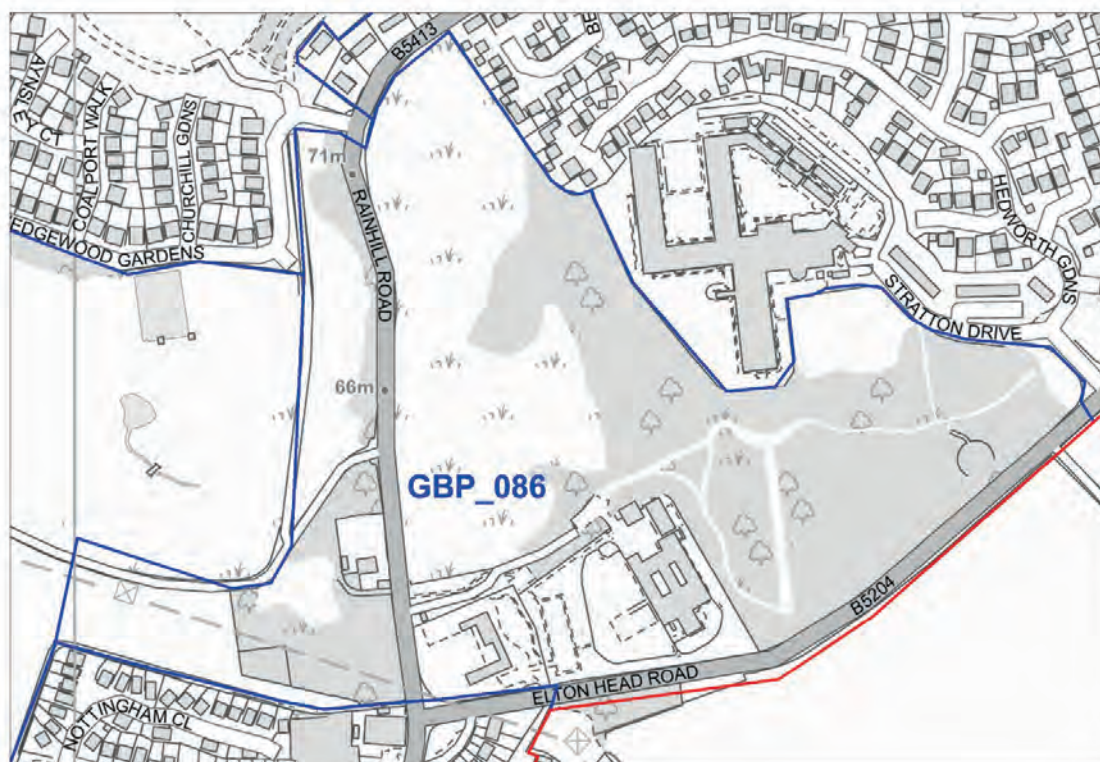 B5413
BE
AYNSLEY CT
COALPORT WALK
CHURCHILL GDNS
EDGEWOOD GARDENS
71m
RAINHILL ROAD
66m
HEDWORTH GDNS
STRATTON DRIVE
GBP_086
B5204
ELTON HEAD ROAD
NOTTINGHAM CL